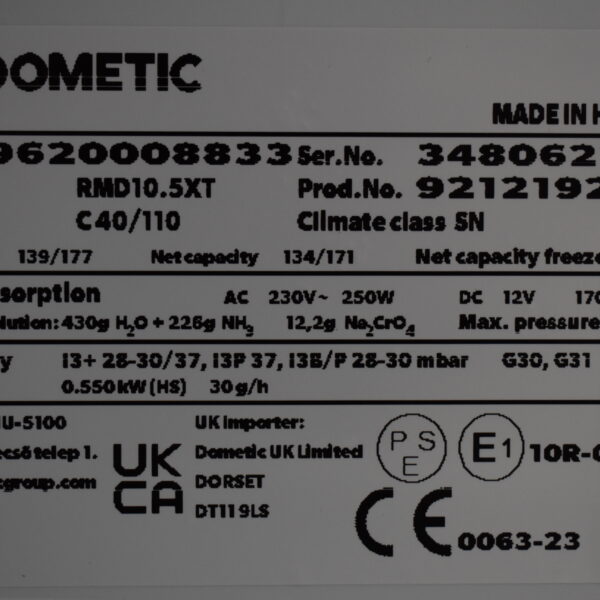 DOMETIC
MADE IN H
9620008833 Ser.No. 348062
RMD10.5XT Prod.No. 9212192
C40/110 Climate class SN
139/177 Net capacity 134/171 Net capacity freeze
sorption AC 230V~ 250W DC 12V 170
lution: 430g H₂O + 226g NH₃ 12,2g Na₂CrO₄ Max. pressure
y I3+ 28-30/37, I3P 37, I3B/P 28-30 mbar G30, G31
0.550kW (HS) 30g/h
HU-5100 UK Importer:
ecső telep 1. Dometic UK Limited
cgroup.com DORSET
DT11 9LS
UK
CA
PS
E
E1 10R-0
CE 0063-23